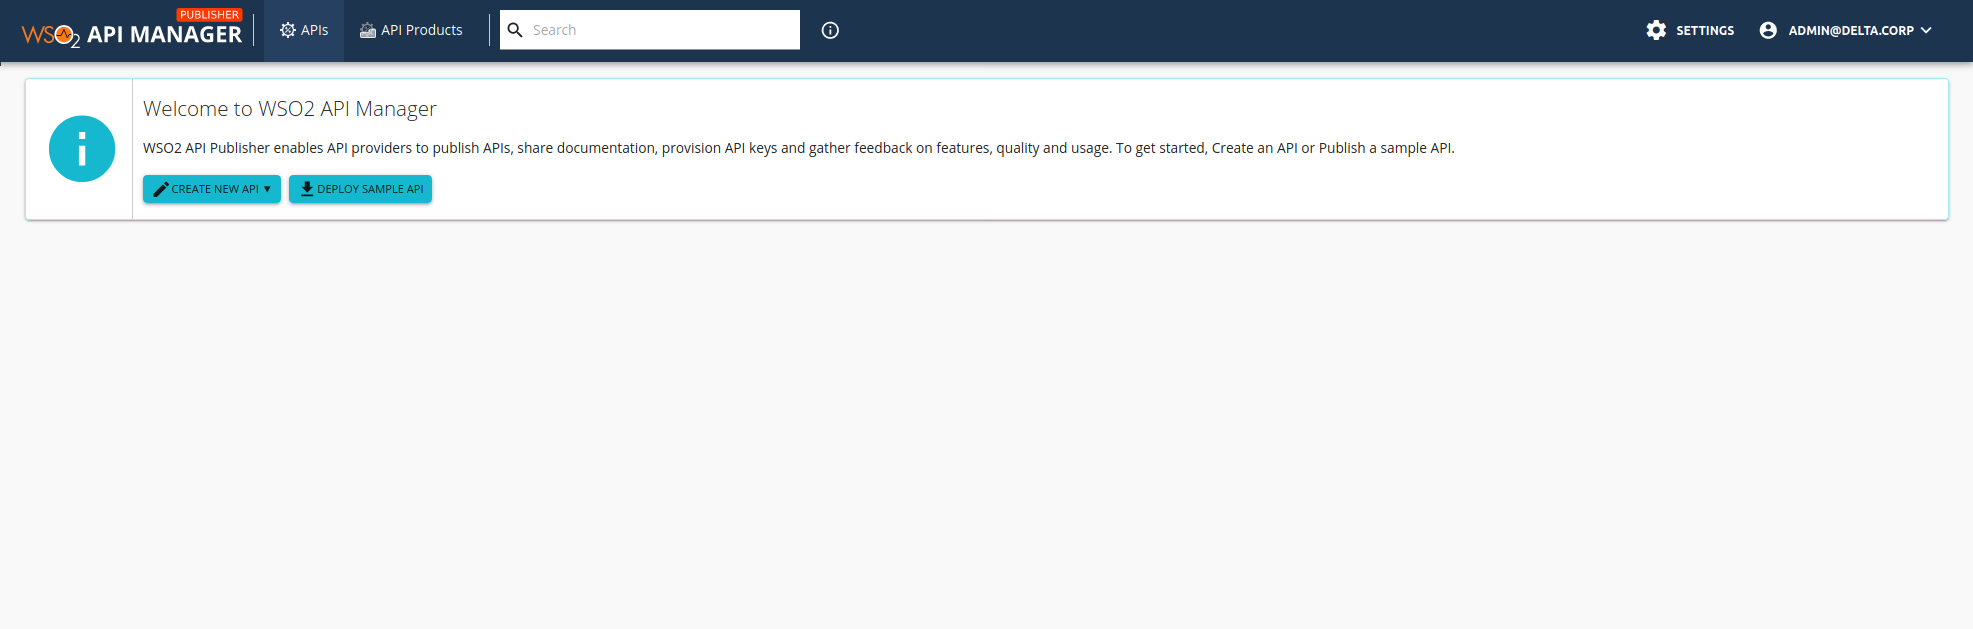 PUBLISHER
WSO2 API MANAGER
APIs
API Products
Search
SETTINGS
ADMIN@DELTA.CORP
Welcome to WSO2 API Manager
WSO2 API Publisher enables API providers to publish APIs, share documentation, provision API keys and gather feedback on features, quality and usage. To get started, Create an API or Publish a sample API.
CREATE NEW API ▼
DEPLOY SAMPLE API